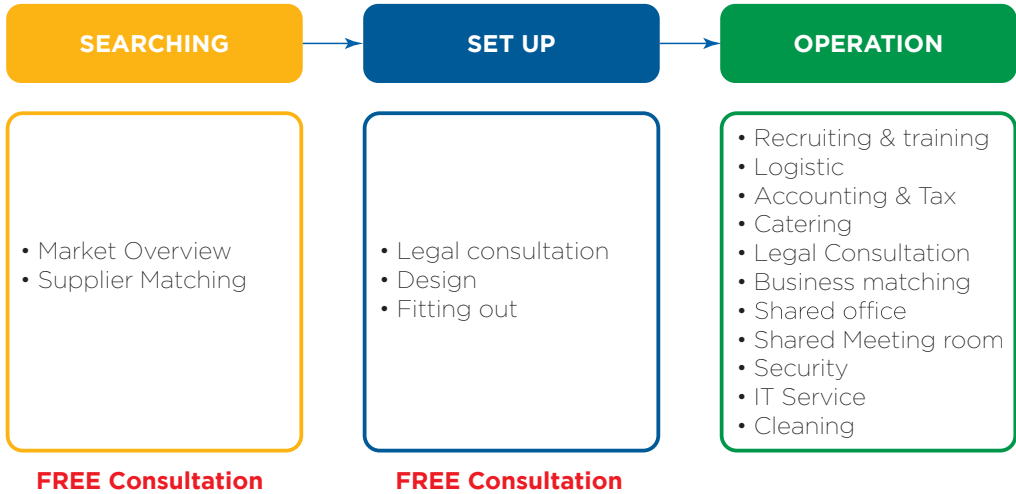 SEARCHING
SET UP
OPERATION
• Market Overview
• Supplier Matching
• Legal consultation
• Design
• Fitting out
• Recruiting & training
• Logistic
• Accounting & Tax
• Catering
• Legal Consultation
• Business matching
• Shared office
• Shared Meeting room
• Security
• IT Service
• Cleaning
FREE Consultation
FREE Consultation